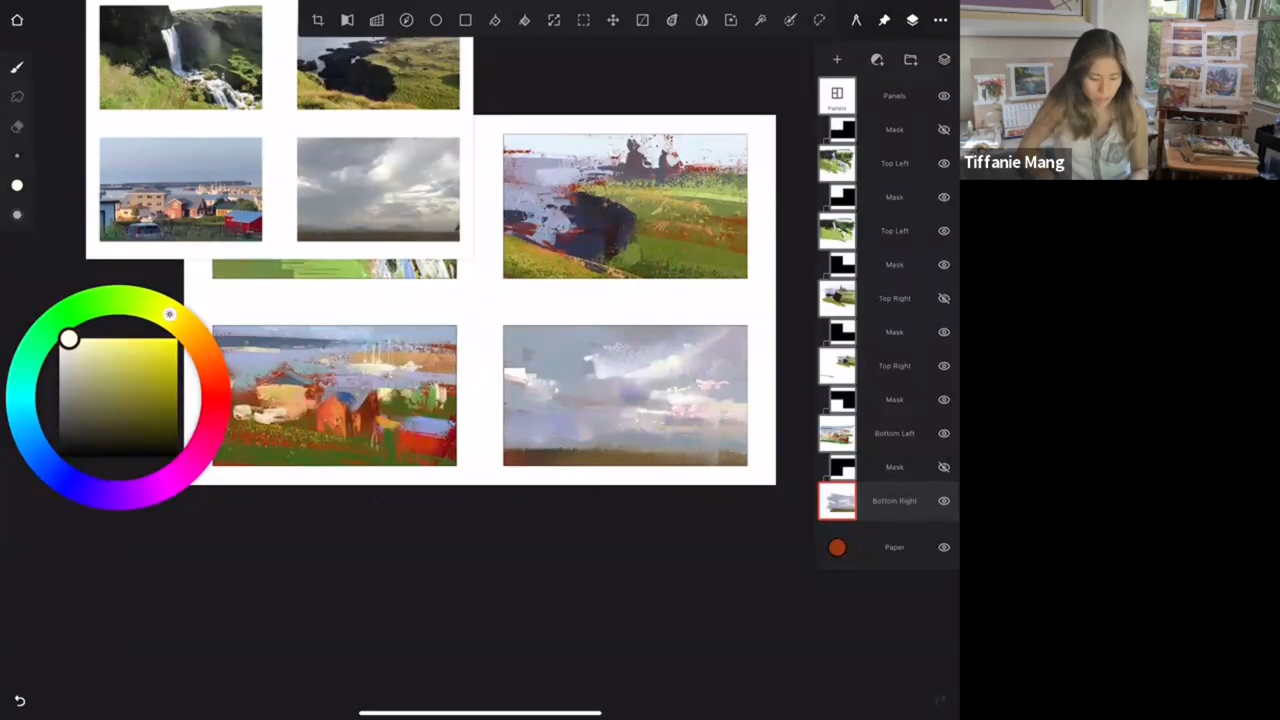 Panels
Panels
Mask
Top Left
Mask
Top Left
Mask
Top Right
Mask
Top Right
Mask
Bottom Left
Mask
Bottom Right
Paper
Tiffanie Mang